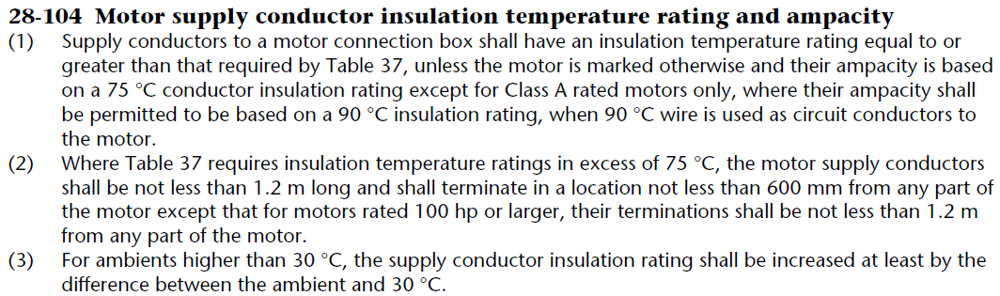 28-104 Motor supply conductor insulation temperature rating and ampacity
(1) Supply conductors to a motor connection box shall have an insulation temperature rating equal to or
greater than that required by Table 37, unless the motor is marked otherwise and their ampacity is based
on a 75 °C conductor insulation rating except for Class A rated motors only, where their ampacity shall
be permitted to be based on a 90 °C insulation rating, when 90 °C wire is used as circuit conductors to
the motor.
(2) Where Table 37 requires insulation temperature ratings in excess of 75 °C, the motor supply conductors
shall be not less than 1.2 m long and shall terminate in a location not less than 600 mm from any part of
the motor except that for motors rated 100 hp or larger, their terminations shall be not less than 1.2 m
from any part of the motor.
(3) For ambients higher than 30 °C, the supply conductor insulation rating shall be increased at least by the
difference between the ambient and 30 °C.